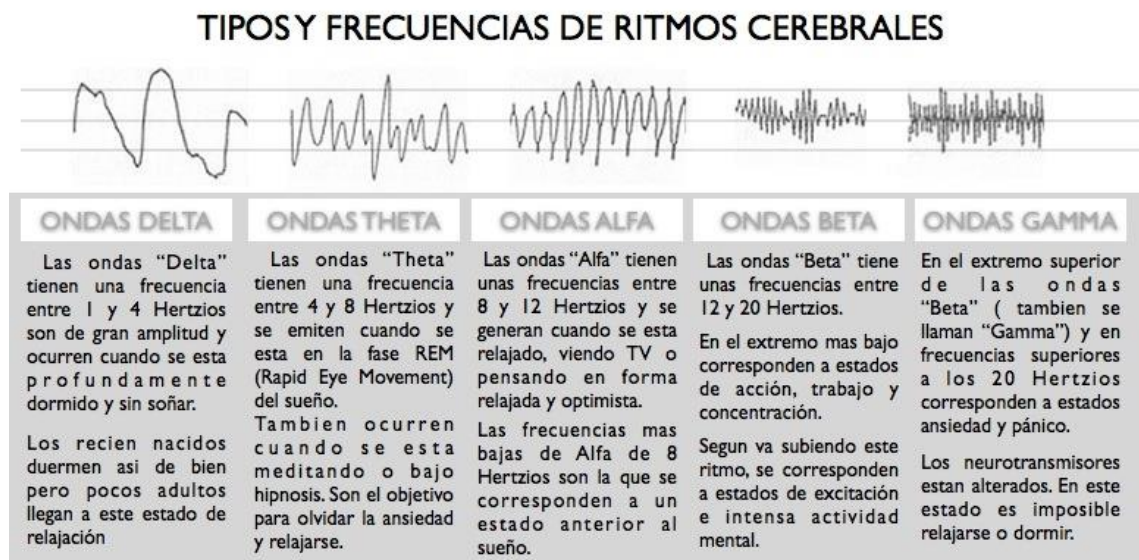 TIPOS Y FRECUENCIAS DE RITMOS CEREBRALES
ONDAS DELTA
Las ondas “Delta”
tienen una frecuencia
entre 1 y 4 Hertzios
son de gran amplitud y
ocurren cuando se esta
profundamente
dormido y sin soñar.
Los recien nacidos
duermen asi de bien
pero pocos adultos
llegan a este estado de
relajación
ONDAS THETA
Las ondas “Theta”
tienen una frecuencia
entre 4 y 8 Hertzios y
se emiten cuando se
esta en la fase REM
(Rapid Eye Movement)
del sueño.
Tambien ocurren
cuando se esta
meditando o bajo
hipnosis. Son el objetivo
para olvidar la ansiedad
y relajarse.
ONDAS ALFA
Las ondas “Alfa” tienen
unas frecuencias entre
8 y 12 Hertzios y se
generan cuando se esta
relajado, viendo TV o
pensando en forma
relajada y optimista.
Las frecuencias mas
bajas de Alfa de 8
Hertzios son la que se
corresponden a un
estado anterior al
sueño.
ONDAS BETA
Las ondas “Beta” tiene
unas frecuencias entre
12 y 20 Hertzios.
En el extremo mas bajo
corresponden a estados
de acción, trabajo y
concentración.
Segun va subiendo este
ritmo, se corresponden
a estados de excitación
e intensa actividad
mental.
ONDAS GAMMA
En el extremo superior
de las ondas
“Beta” ( tambien se
llaman “Gamma”) y en
frecuencias superiores
a los 20 Hertzios
corresponden a estados
ansiedad y pánico.
Los neurotransmisores
estan alterados. En este
estado es imposible
relajarse o dormir.